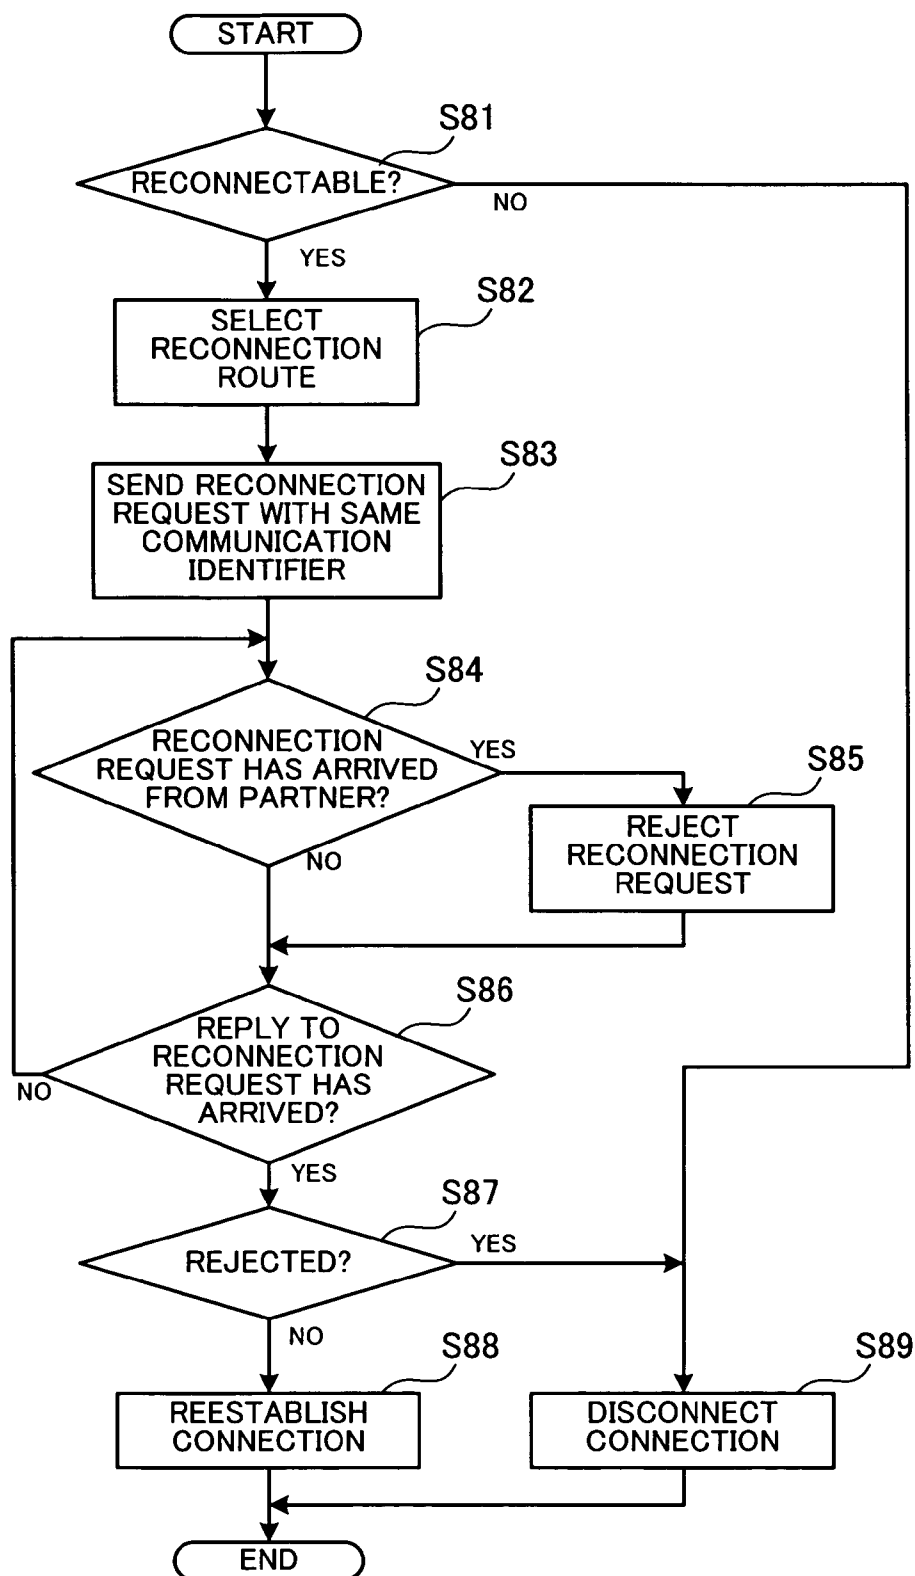 START
S81
RECONNECTABLE?
NO
YES
S82
SELECT
RECONNECTION
ROUTE
S83
SEND RECONNECTION
REQUEST WITH SAME
COMMUNICATION
IDENTIFIER
S84
RECONNECTION
REQUEST HAS ARRIVED
FROM PARTNER?
YES
NO
S85
REJECT
RECONNECTION
REQUEST
S86
REPLY TO
RECONNECTION
REQUEST HAS
ARRIVED?
NO
YES
S87
REJECTED?
YES
NO
S88
REESTABLISH
CONNECTION
S89
DISCONNECT
CONNECTION
END